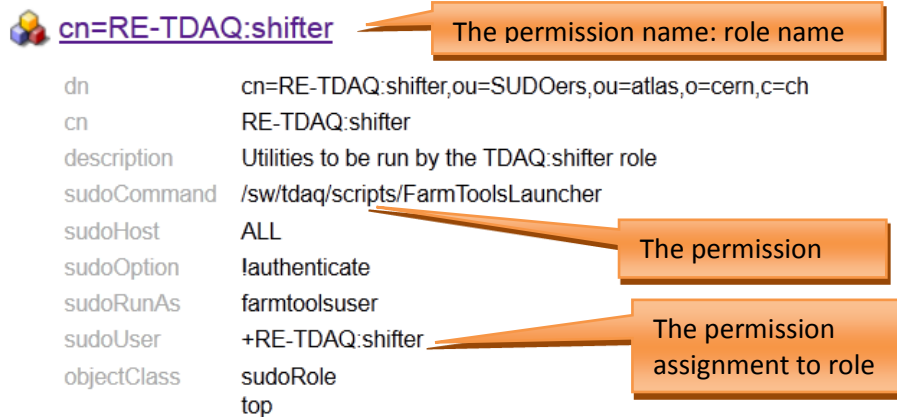 cn=RE-TDAQ:shifter
The permission name: role name
dn cn=RE-TDAQ:shifter,ou=SUDOers,ou=atlas,o=cern,c=ch
cn RE-TDAQ:shifter
description Utilities to be run by the TDAQ:shifter role
sudoCommand /sw/tdaq/scripts/FarmToolsLauncher
sudoHost ALL
The permission
sudoOption !authenticate
sudoRunAs farmtoolsuser
sudoUser +RE-TDAQ:shifter
The permission
assignment to role
objectClass sudoRole
top